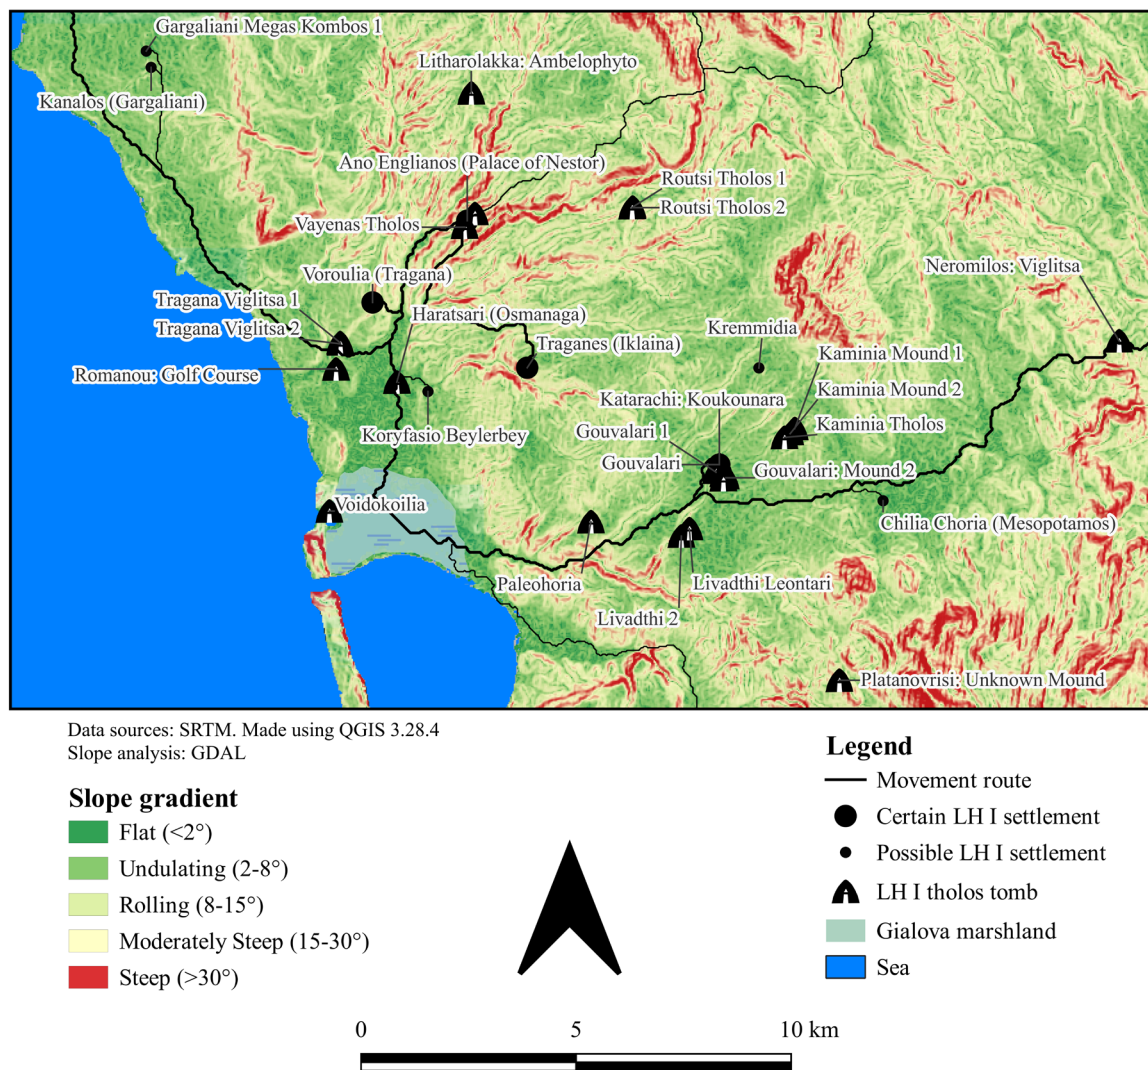 Gargaliani Megas Kombos 1
Litharolakka: Ambelophyto
Kanalos (Gargaliani)
Ano Englianos (Palace of Nestor)
Routsi Tholos 1
Routsi Tholos 2
Vayenas Tholos
Neromilos: Viglitsa
Voroulia (Tragana)
Tragana Viglitsa 1
Haratsari (Osmanaga)
Tragana Viglitsa 2
Kremmidia
Traganes (Iklaina)
Kaminia Mound 1
Romanou: Golf Course
Kaminia Mound 2
Katarachi: Koukounara
Kaminia Tholos
Gouvalari 1
Koryfasio Beylerbey
Gouvalari
Gouvalari: Mound 2
Voidokoilia
Chilia Choria (Mesopotamos)
Paleohoria
Livadthi Leontari
Livadthi 2
Platanovrisi: Unknown Mound
Data sources: SRTM. Made using QGIS 3.28.4
Slope analysis: GDAL
Slope gradient
Flat (<2°)
Undulating (2-8°)
Rolling (8-15°)
Moderately Steep (15-30°)
Steep (>30°)
Legend
Movement route
Certain LH I settlement
Possible LH I settlement
LH I tholos tomb
Gialova marshland
Sea
0 5 10 km